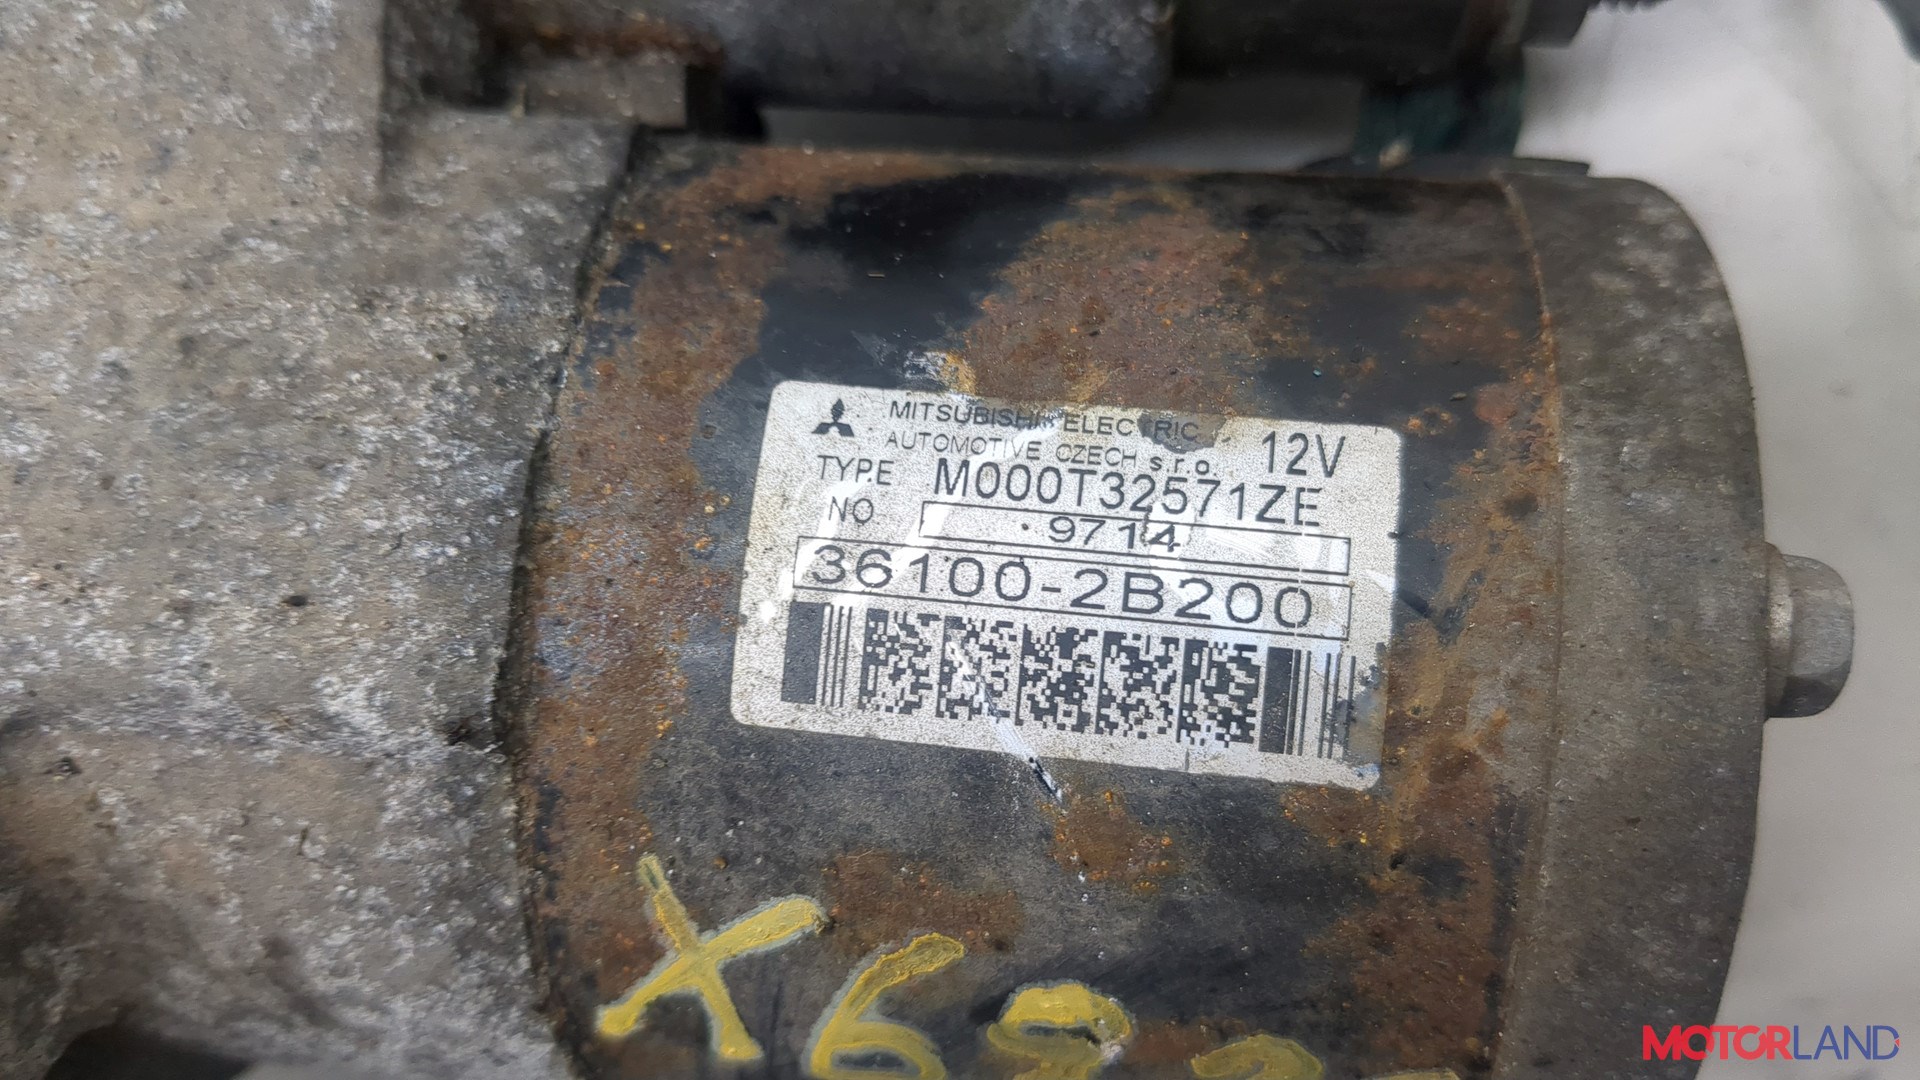 MITSUBISHI ELECTRIC
AUTOMOTIVE CZECH s.r.o.
12V
TYPE M000T32571ZE
NO 9714
36100-2B200
MOTORLAND